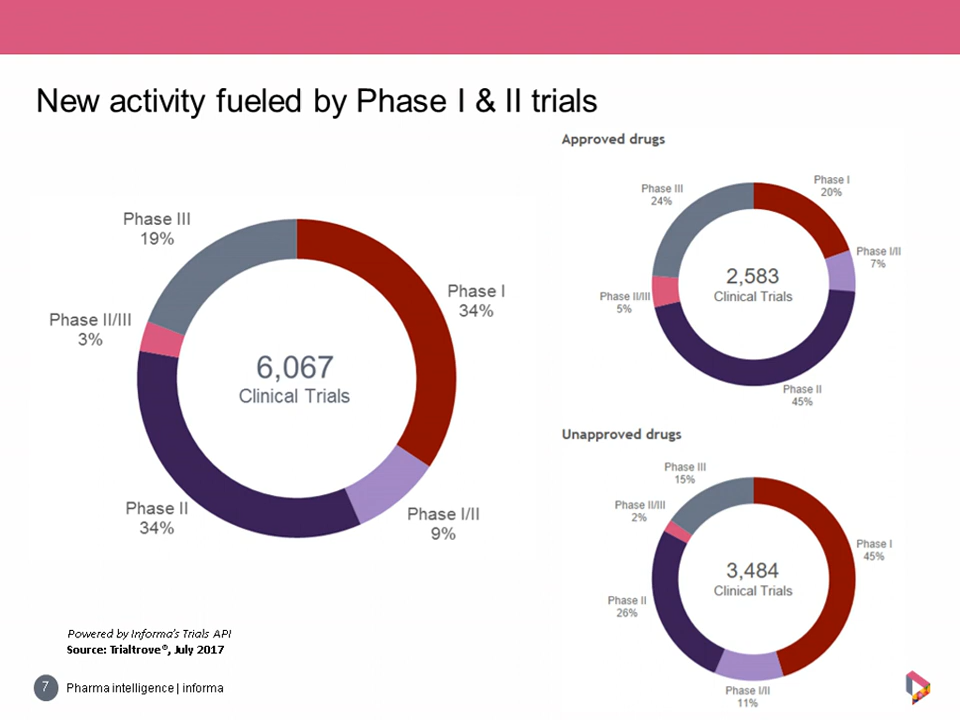 New activity fueled by Phase I & II trials
Phase III
19%
Phase I
34%
Phase II/III
3%
6,067
Clinical Trials
Phase II
34%
Phase I/II
9%
Approved drugs
Phase III
24%
Phase I
20%
Phase I/II
7%
2,583
Clinical Trials
Phase II/III
5%
Phase II
45%
Unapproved drugs
Phase III
15%
Phase II/III
2%
Phase I
45%
3,484
Clinical Trials
Phase II
26%
Phase I/II
11%
Powered by Informa's Trials API
Source: Trialtrove®, July 2017
7
Pharma intelligence | informa